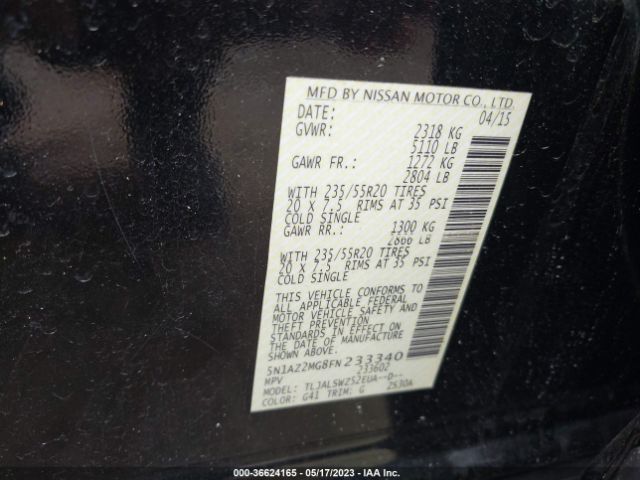 MFD BY NISSAN MOTOR CO., LTD.
DATE: 04/15
GVWR: 2318 KG
5110 LB
GAWR FR.: 1272 KG
2804 LB
WITH 235/55R20 TIRES
20 X 7.5 RIMS AT 35 PSI
COLD SINGLE
GAWR RR.: 1300 KG
2866 LB
WITH 235/55R20 TIRES
20 X 7.5 RIMS AT 35 PSI
COLD SINGLE
THIS VEHICLE CONFORMS TO
ALL APPLICABLE FEDERAL
MOTOR VEHICLE SAFETY AND
THEFT PREVENTION
STANDARDS IN EFFECT ON
THE DATE OF MANUFACTURE
SHOWN ABOVE.
5N1AZ2MG8FN233340
MPV 233602
MODEL: TLJALSWZ52EUA--D--
COLOR: G41 TRIM: G 2S30A
000-36624165 - 05/17/2023 - IAA Inc.